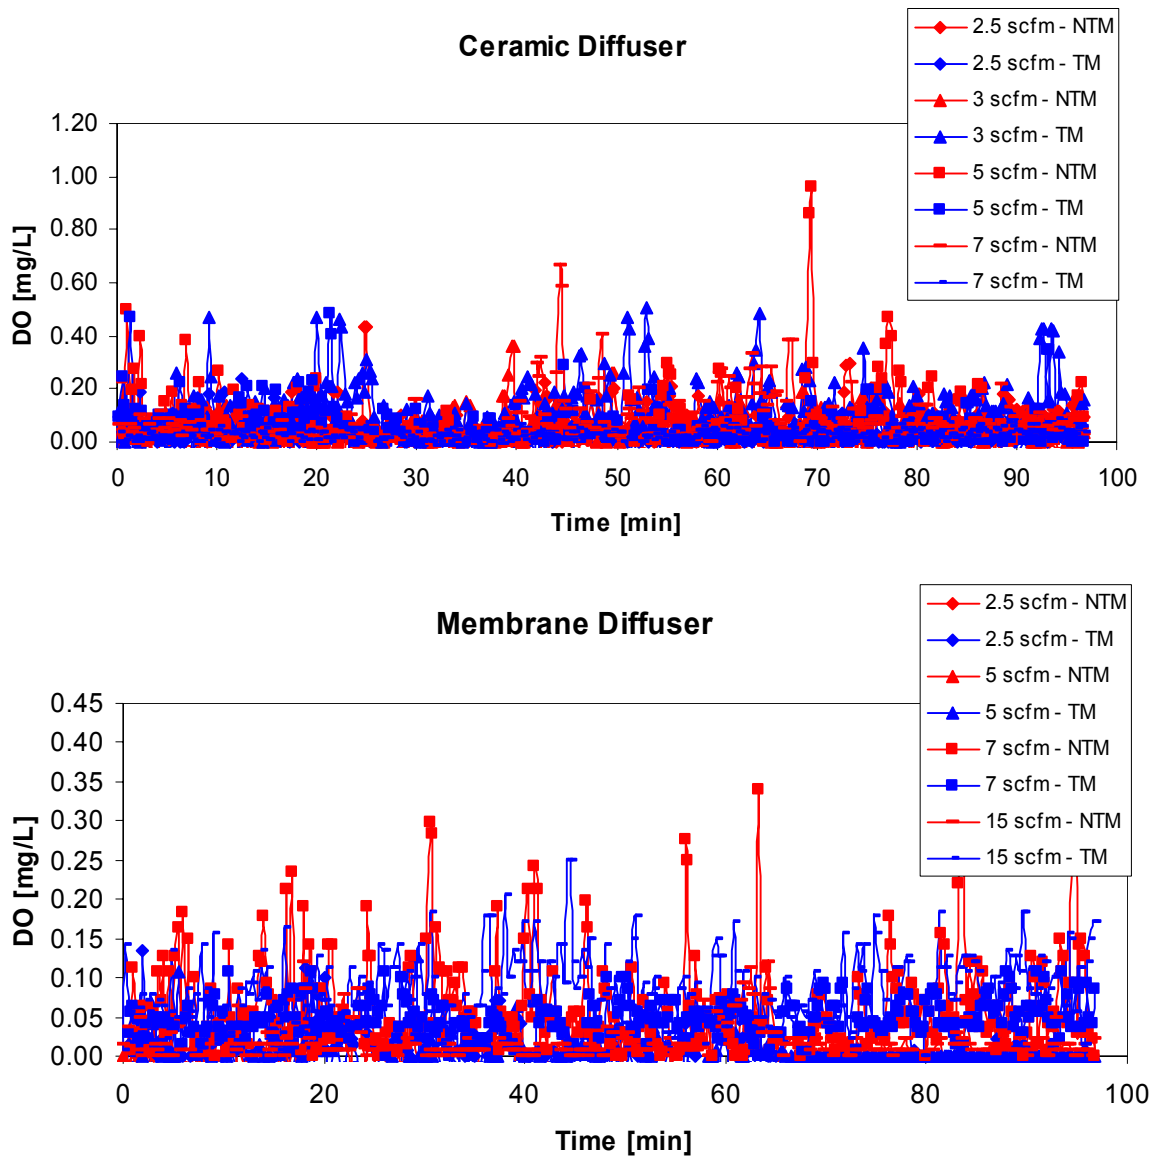 Ceramic Diffuser
2.5 scfm - NTM
2.5 scfm - TM
3 scfm - NTM
3 scfm - TM
5 scfm - NTM
5 scfm - TM
7 scfm - NTM
7 scfm - TM
DO [mg/L]
1.20
1.00
0.80
0.60
0.40
0.20
0.00
0 10 20 30 40 50 60 70 80 90 100
Time [min]
Membrane Diffuser
2.5 scfm - NTM
2.5 scfm - TM
5 scfm - NTM
5 scfm - TM
7 scfm - NTM
7 scfm - TM
15 scfm - NTM
15 scfm - TM
DO [mg/L]
0.45
0.40
0.35
0.30
0.25
0.20
0.15
0.10
0.05
0.00
0 20 40 60 80 100
Time [min]